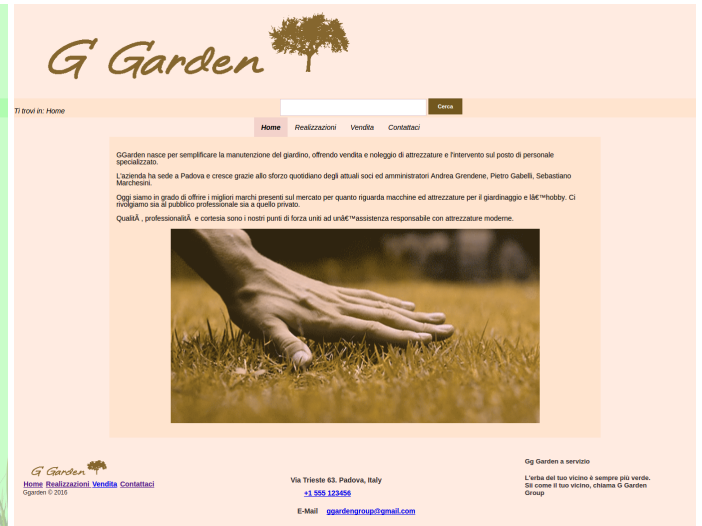 G Garden
Ti trovi in: Home
Cerca
Home Realizzazioni Vendita Contattaci
GGarden nasce per semplificare la manutenzione del giardino, offrendo vendita e noleggio di attrezzature e l'intervento sul posto di personale
specializzato.
L'azienda ha sede a Padova e cresce grazie allo sforzo quotidiano degli attuali soci ed amministratori Andrea Grendene, Pietro Gabelli, Sebastiano
Marchesini.
Oggi siamo in grado di offrire i migliori marchi presenti sul mercato per quanto riguarda macchine ed attrezzature per il giardinaggio e lâ€™hobby. Ci
rivolgiamo sia al pubblico professionale sia a quello privato.
QualitÃ , professionalitÃ  e cortesia sono i nostri punti di forza uniti ad unâ€™assistenza responsabile con attrezzature moderne.
G Garden
Home Realizzazioni Vendita Contattaci
Ggarden © 2016
Via Trieste 63. Padova, Italy
+1 555 123456
E-Mail ggardengroup@gmail.com
Gg Garden a servizio
L'erba del tuo vicino è sempre più verde.
Sii come il tuo vicino, chiama G Garden
Group